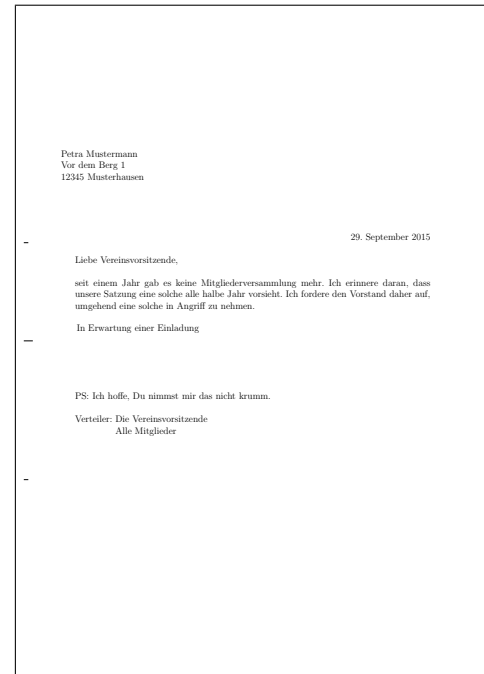 Petra Mustermann
Vor dem Berg 1
12345 Musterhausen
29. September 2015
Liebe Vereinsvorsitzende,
seit einem Jahr gab es keine Mitgliederversammlung mehr. Ich erinnere daran, dass
unsere Satzung eine solche alle halbe Jahr vorsieht. Ich fordere den Vorstand daher auf,
umgehend eine solche in Angriff zu nehmen.
In Erwartung einer Einladung
PS: Ich hoffe, Du nimmst mir das nicht krumm.
Verteiler: Die Vereinsvorsitzende
Alle Mitglieder